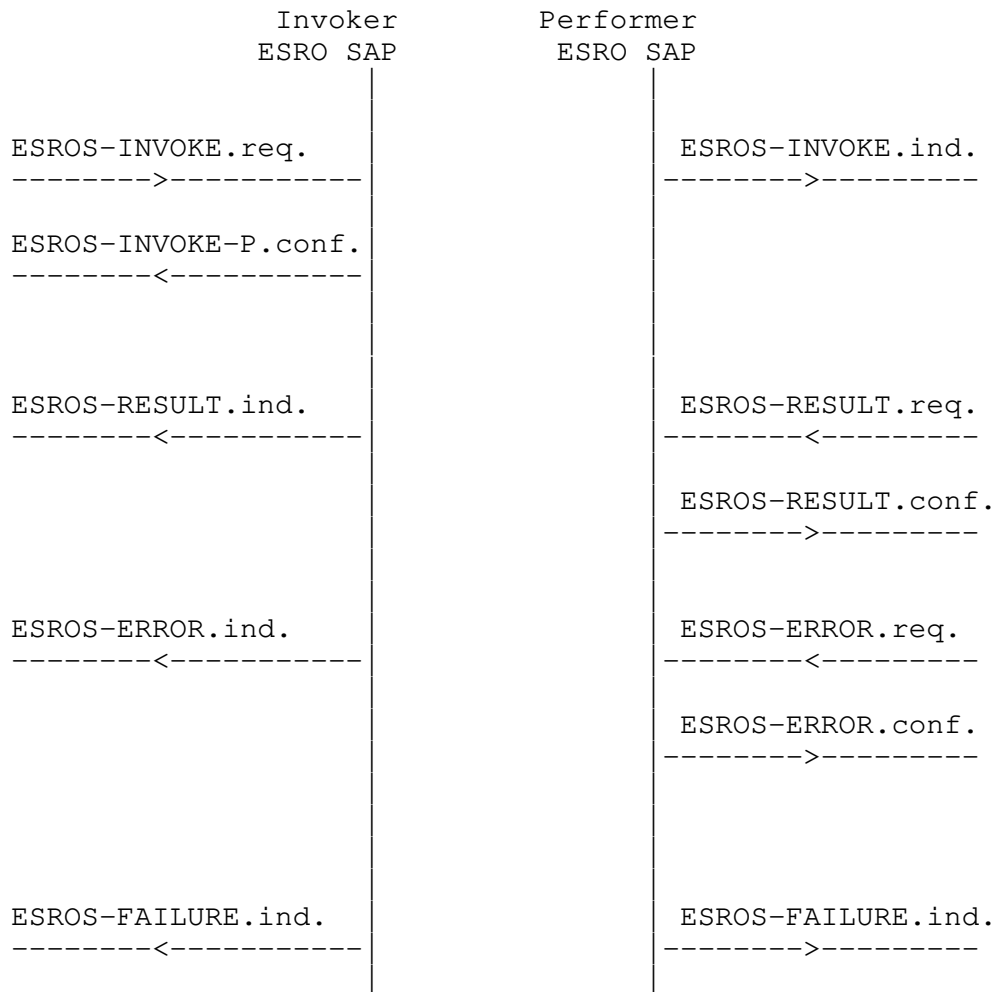 Invoker Performer
ESRO SAP ESRO SAP
ESROS-INVOKE.req. ESROS-INVOKE.ind.
ESROS-INVOKE-P.conf.
ESROS-RESULT.ind. ESROS-RESULT.req.
ESROS-RESULT.conf.
ESROS-ERROR.ind. ESROS-ERROR.req.
ESROS-ERROR.conf.
ESROS-FAILURE.ind. ESROS-FAILURE.ind.